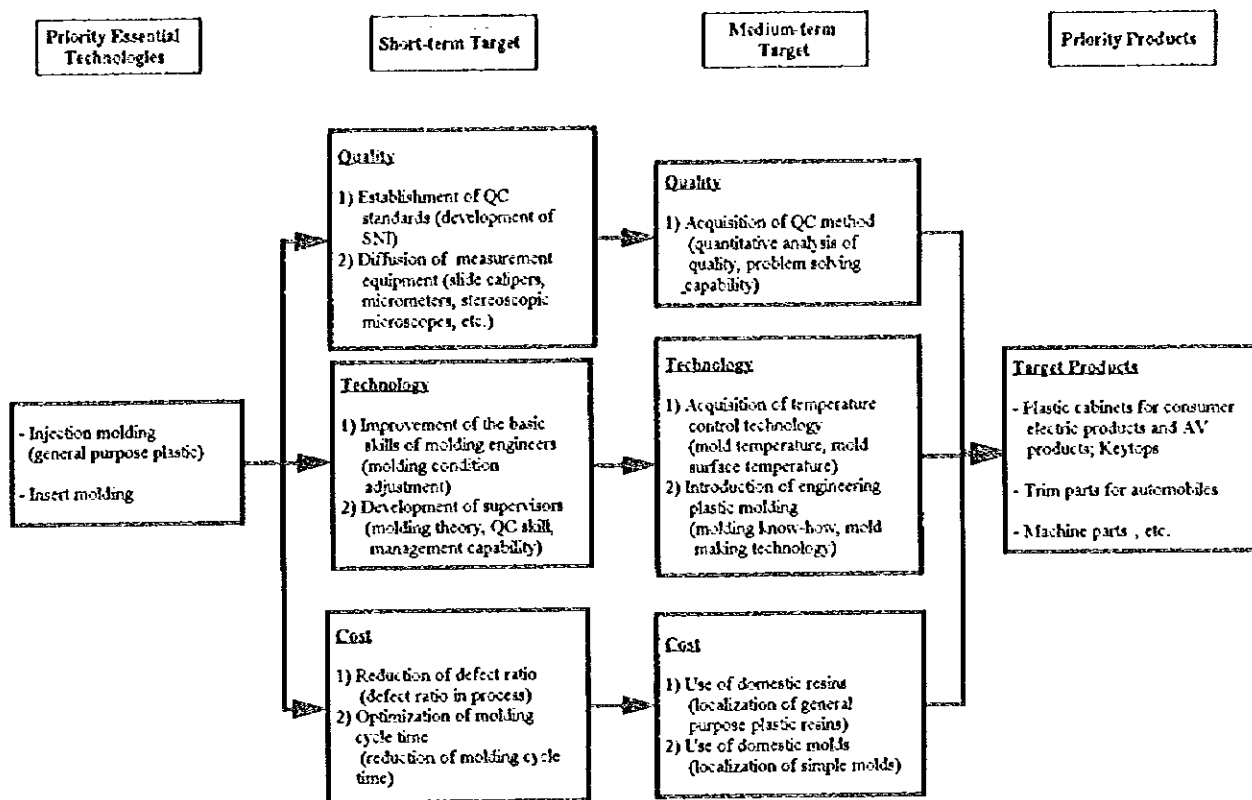 Priority Essential
Technologies
Short-term Target
Medium-term
Target
Priority Products
- Injection molding
(general purpose plastic)
- Insert molding
Quality
1) Establishment of QC
standards (development of
SNI)
2) Diffusion of measurement
equipment (slide calipers,
micrometers, stereoscopic
microscopes, etc.)
Technology
1) Improvement of the basic
skills of molding engineers
(molding condition
adjustment)
2) Development of supervisors
(molding theory, QC skill,
management capability)
Cost
1) Reduction of defect ratio
(defect ratio in process)
2) Optimization of molding
cycle time
(reduction of molding cycle
time)
Quality
1) Acquisition of QC method
(quantitative analysis of
quality, problem solving
capability)
Technology
1) Acquisition of temperature
control technology
(mold temperature, mold
surface temperature)
2) Introduction of engineering
plastic molding
(molding know-how, mold
making technology)
Cost
1) Use of domestic resins
(localization of general
purpose plastic resins)
2) Use of domestic molds
(localization of simple molds)
Target Products
- Plastic cabinets for consumer
electric products and AV
products; Keytops
- Trim parts for automobiles
- Machine parts , etc.